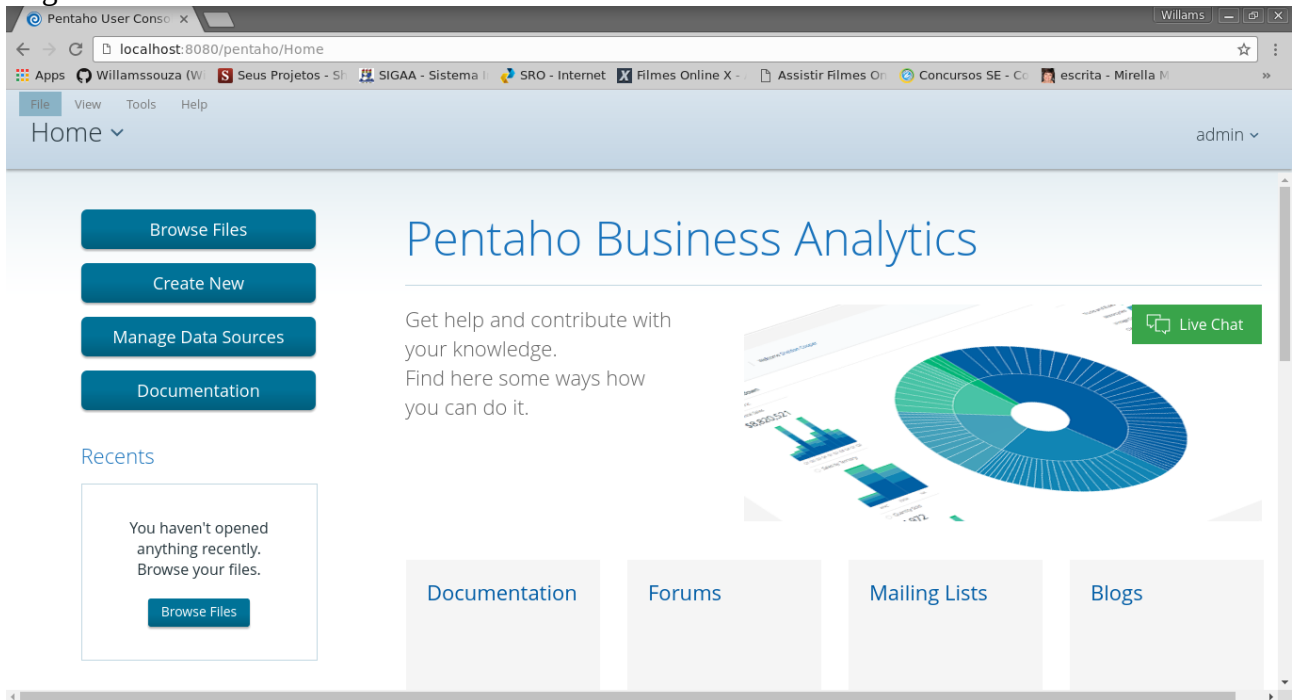 Pentaho User Conso
Willams
localhost:8080/pentaho/Home
Apps Willamssouza (Wi Seus Projetos - Sh SIGAA - Sistema I SRO - Internet Filmes Online X - Assistir Filmes On Concursos SE - Co escrita - Mirella M »
File View Tools Help
Home
admin
Browse Files
Create New
Manage Data Sources
Documentation
Recents
You haven't opened
anything recently.
Browse your files.
Browse Files
Pentaho Business Analytics
Get help and contribute with
your knowledge.
Find here some ways how
you can do it.
Live Chat
$8,820,521
Documentation
Forums
Mailing Lists
Blogs